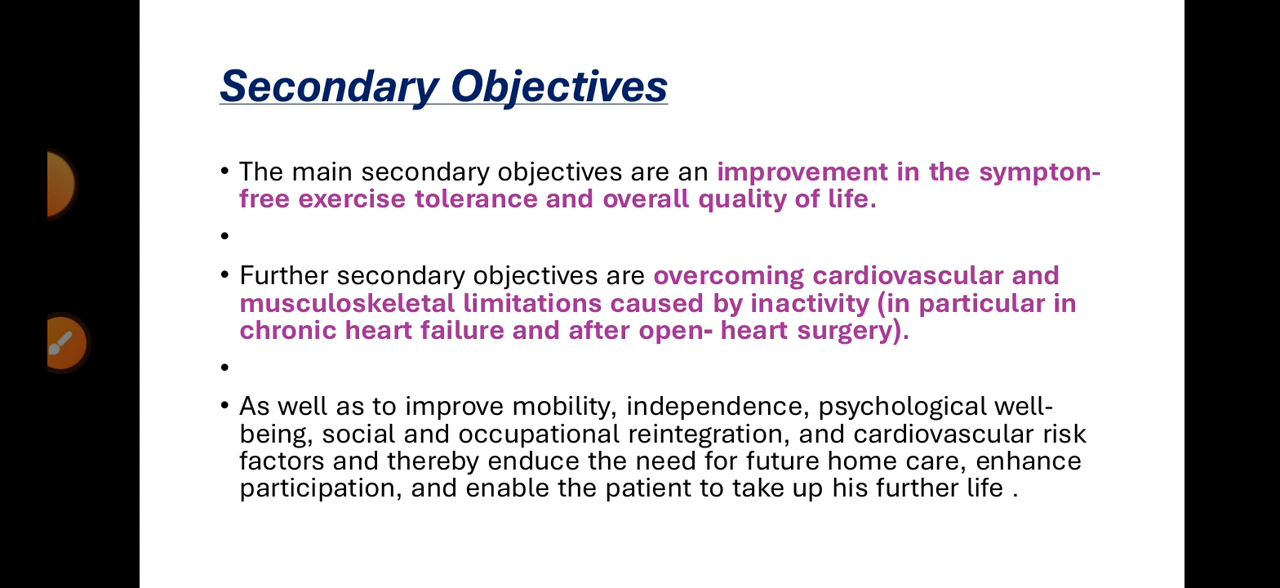 Secondary Objectives
• The main secondary objectives are an improvement in the sympton-
free exercise tolerance and overall quality of life.
•
• Further secondary objectives are overcoming cardiovascular and
musculoskeletal limitations caused by inactivity (in particular in
chronic heart failure and after open- heart surgery).
•
• As well as to improve mobility, independence, psychological well-
being, social and occupational reintegration, and cardiovascular risk
factors and thereby enduce the need for future home care, enhance
participation, and enable the patient to take up his further life .